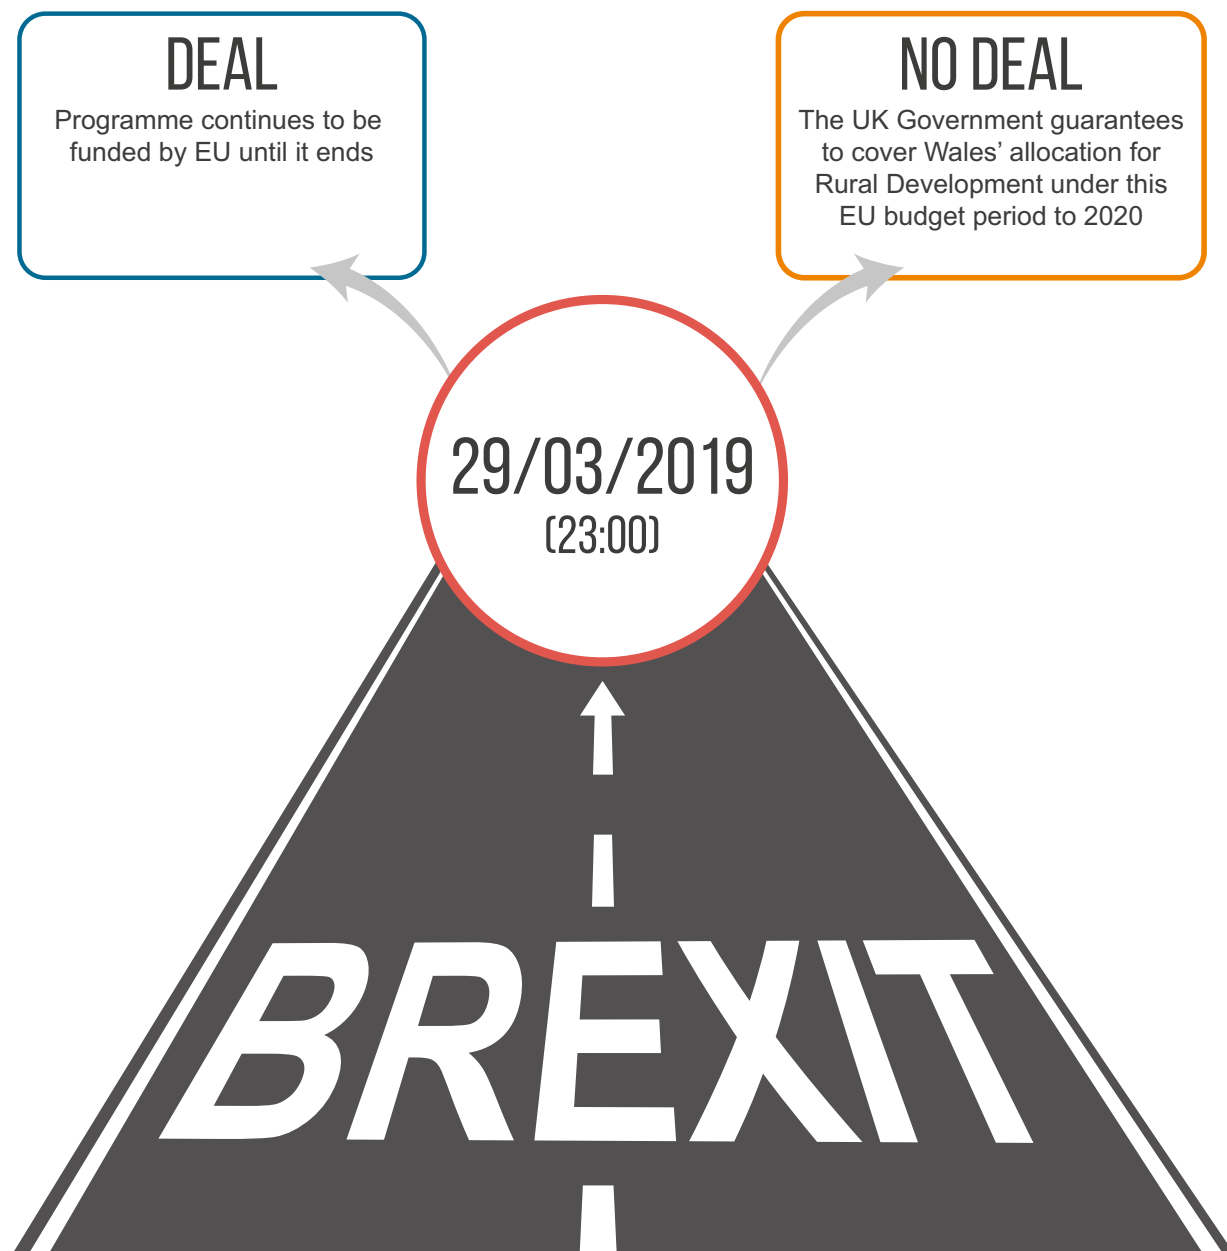 DEAL
Programme continues to be
funded by EU until it ends
NO DEAL
The UK Government guarantees
to cover Wales’ allocation for
Rural Development under this
EU budget period to 2020
29/03/2019
(23:00)
BREXIT